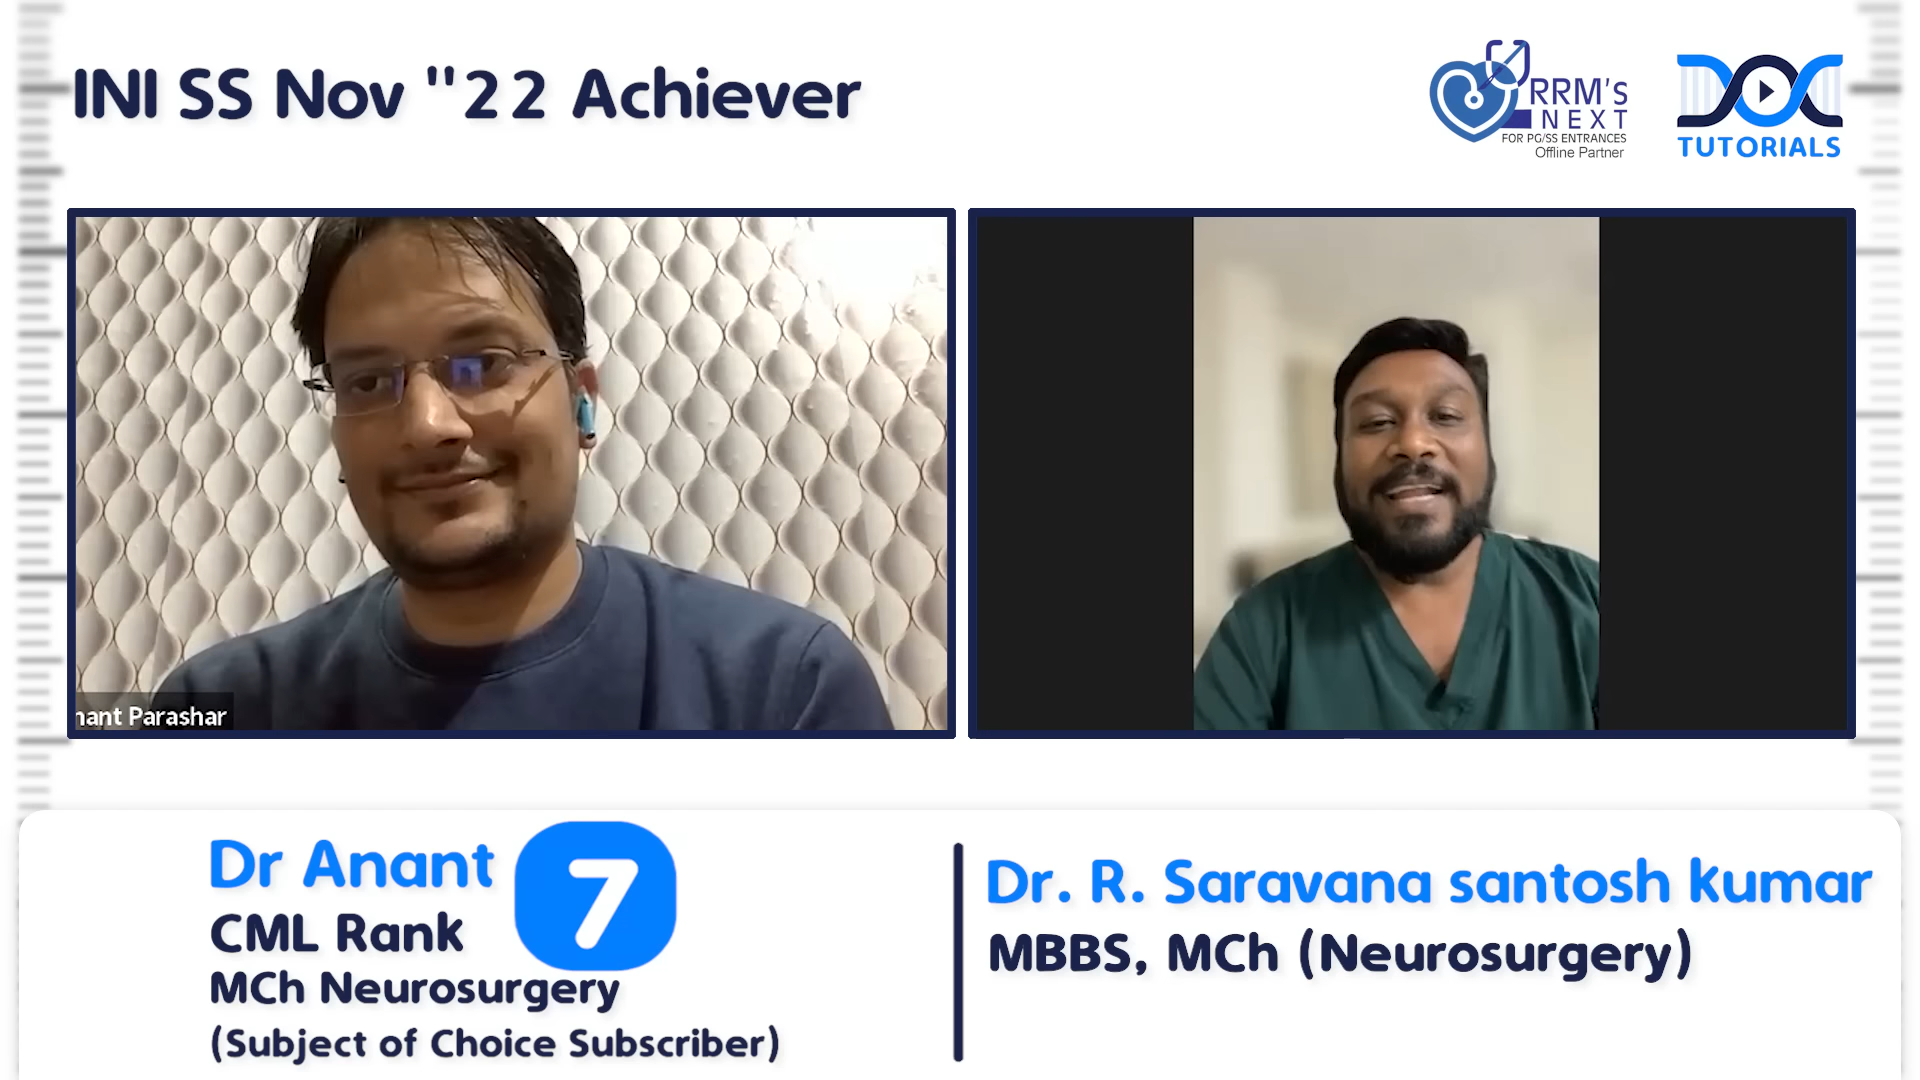 INI SS Nov "22 Achiever
RRM's
NEXT
FOR PG/SS ENTRANCES
Offline Partner
DOC
TUTORIALS
nant Parashar
Dr Anant
7
CML Rank
MCh Neurosurgery
(Subject of Choice Subscriber)
Dr. R. Saravana santosh kumar
MBBS, MCh (Neurosurgery)